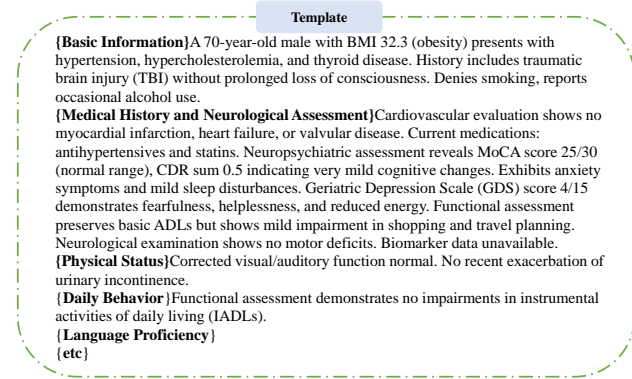 Template
{Basic Information}A 70-year-old male with BMI 32.3 (obesity) presents with
hypertension, hypercholesterolemia, and thyroid disease. History includes traumatic
brain injury (TBI) without prolonged loss of consciousness. Denies smoking, reports
occasional alcohol use.
{Medical History and Neurological Assessment}Cardiovascular evaluation shows no
myocardial infarction, heart failure, or valvular disease. Current medications:
antihypertensives and statins. Neuropsychiatric assessment reveals MoCA score 25/30
(normal range), CDR sum 0.5 indicating very mild cognitive changes. Exhibits anxiety
symptoms and mild sleep disturbances. Geriatric Depression Scale (GDS) score 4/15
demonstrates fearfulness, helplessness, and reduced energy. Functional assessment
preserves basic ADLs but shows mild impairment in shopping and travel planning.
Neurological examination shows no motor deficits. Biomarker data unavailable.
{Physical Status}Corrected visual/auditory function normal. No recent exacerbation of
urinary incontinence.
{Daily Behavior}Functional assessment demonstrates no impairments in instrumental
activities of daily living (IADLs).
{Language Proficiency}
{etc}